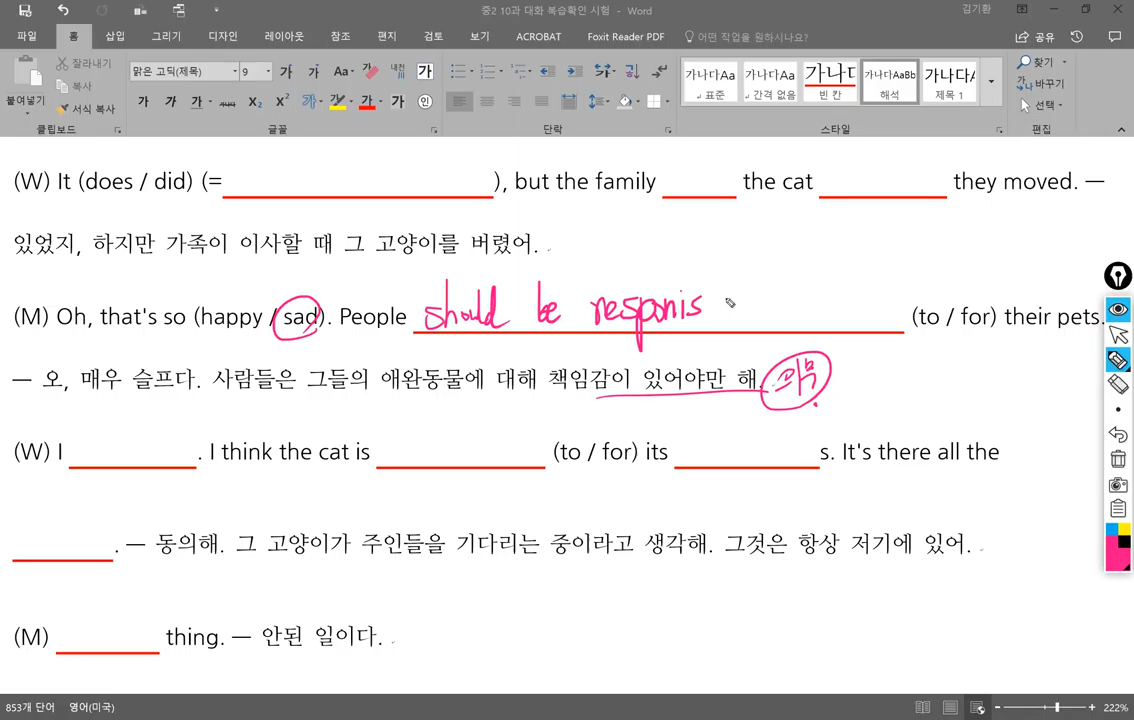 중2 10과 대화 복습확인 시험 - Word 김기환
파일 홈 삽입 그리기 디자인 레이아웃 참조 편지 검토 보기 ACROBAT Foxit Reader PDF 어떤 작업을 원하시나요? 공유
붙여넣기 잘라내기 복사 서식 복사 맑은 고딕(제목) 9 가나다Aa 가나다Aa 가나다 가나다AaBb 가나다A 찾기 바꾸기 선택
표준 간격 없음 빈 칸 해석 제목 1
클립보드 글꼴 단락 스타일 편집
(W) It (does / did) (= ), but the family the cat they moved. —
있었지, 하지만 가족이 이사할 때 그 고양이를 버렸어.
(M) Oh, that's so (happy / sad). People should be responis (to / for) their pets.
— 오, 매우 슬프다. 사람들은 그들의 애완동물에 대해 책임감이 있어야만 해.
(W) I . I think the cat is (to / for) its s. It's there all the
. — 동의해. 그 고양이가 주인들을 기다리는 중이라고 생각해. 그것은 항상 저기에 있어.
(M) thing. — 안된 일이다.
853개 단어 영어(미국) 222%